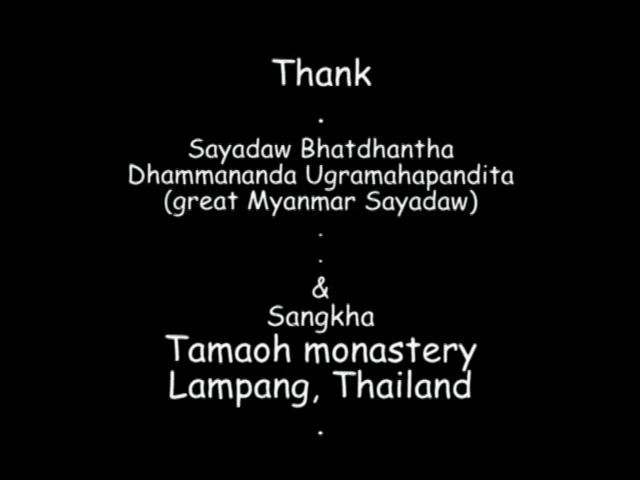 Thank
.
Sayadaw Bhatdhantha
Dhammananda Ugramahapandita
(great Myanmar Sayadaw)
.
.
&
Sangkha
Tamaoh monastery
Lampang, Thailand
.